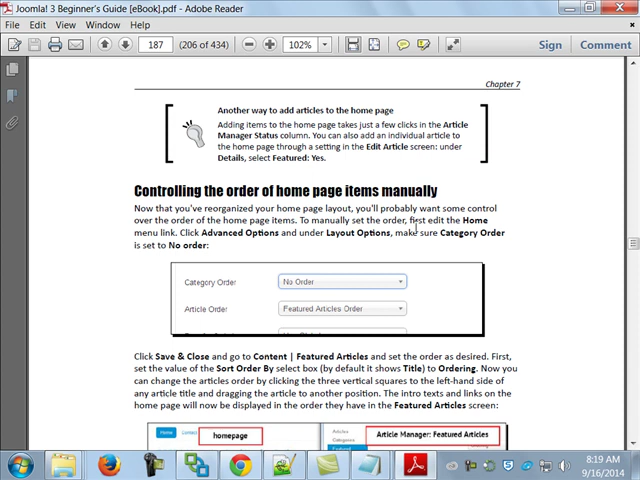 Joomla! 3 Beginner's Guide [eBook].pdf - Adobe Reader
File Edit View Window Help
187 (206 of 434) 102% Sign Comment
Chapter 7
Another way to add articles to the home page
Adding items to the home page takes just a few clicks in the Article
Manager Status column. You can also add an individual article to
the home page through a setting in the Edit Article screen: under
Details, select Featured: Yes.
Controlling the order of home page items manually
Now that you've reorganized your home page layout, you'll probably want some control
over the order of the home page items. To manually set the order, first edit the Home
menu link. Click Advanced Options and under Layout Options, make sure Category Order
is set to No order:
Category Order No Order
Article Order Featured Articles Order
Click Save & Close and go to Content | Featured Articles and set the order as desired. First,
set the value of the Sort Order By select box (by default it shows Title) to Ordering. Now you
can change the articles order by clicking the three vertical squares to the left-hand side of
any article title and dragging the article to another position. The intro texts and links on the
home page will now be displayed in the order they have in the Featured Articles screen:
Home homepage Articles Article Manager: Featured Articles
Categories
8:19 AM
9/16/2014